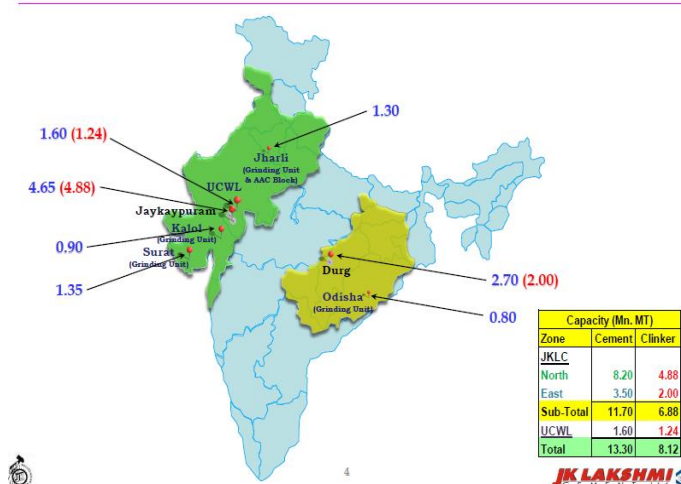 1.30
1.60 (1.24)
Jharli
(Grinding Unit
& AAC Block)
UCWL
4.65 (4.88)
Jaykaypuram
Kalol
(Grinding Unit)
0.90
Surat
(Grinding Unit)
1.35
Durg
2.70 (2.00)
Odisha
(Grinding Unit)
0.80
Capacity (Mn. MT)
Zone Cement Clinker
JKLC
North 8.20 4.88
East 3.50 2.00
Sub-Total 11.70 6.88
UCWL 1.60 1.24
Total 13.30 8.12
4
JK LAKSHMI